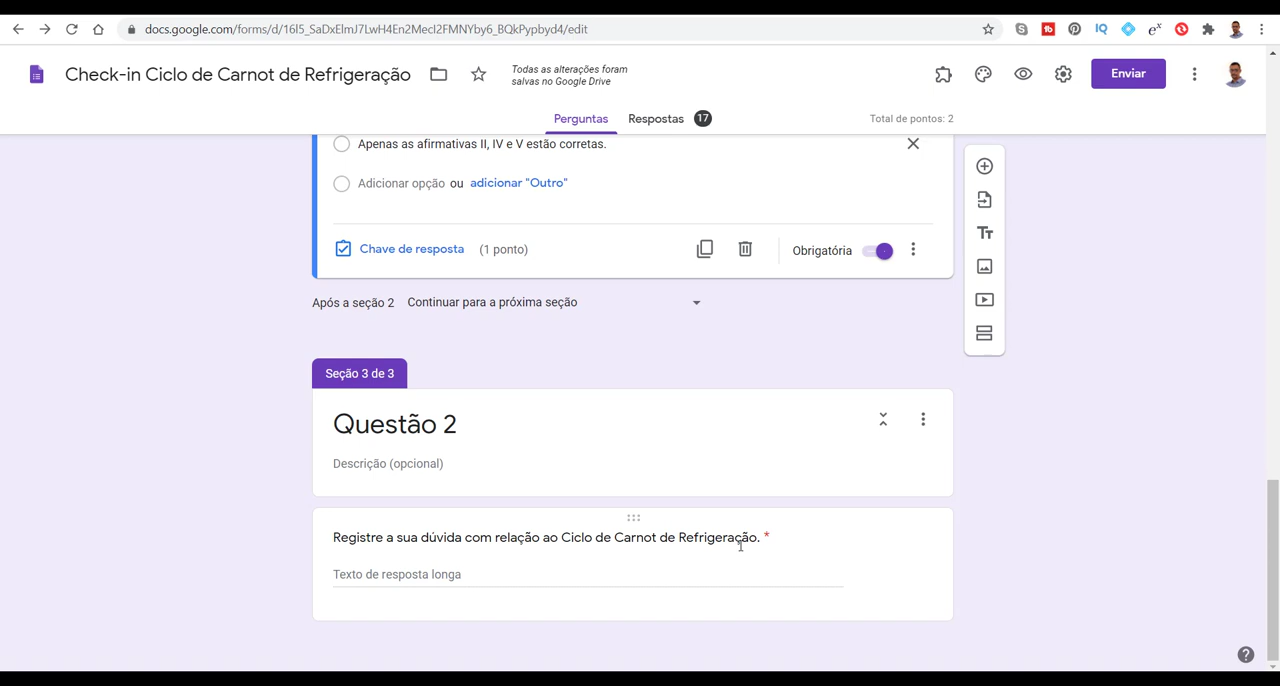 docs.google.com/forms/d/16l5_SaDxElmJ7LwH4En2Mecl2FMNYby6_BQkPypbyd4/edit
Check-in Ciclo de Carnot de Refrigeração
Todas as alterações foram
salvas no Google Drive
Enviar
Perguntas
Respostas 17
Total de pontos: 2
Apenas as afirmativas II, IV e V estão corretas.
Adicionar opção ou adicionar "Outro"
Chave de resposta (1 ponto)
Obrigatória
Após a seção 2 Continuar para a próxima seção
Seção 3 de 3
Questão 2
Descrição (opcional)
Registre a sua dúvida com relação ao Ciclo de Carnot de Refrigeração. *
Texto de resposta longa